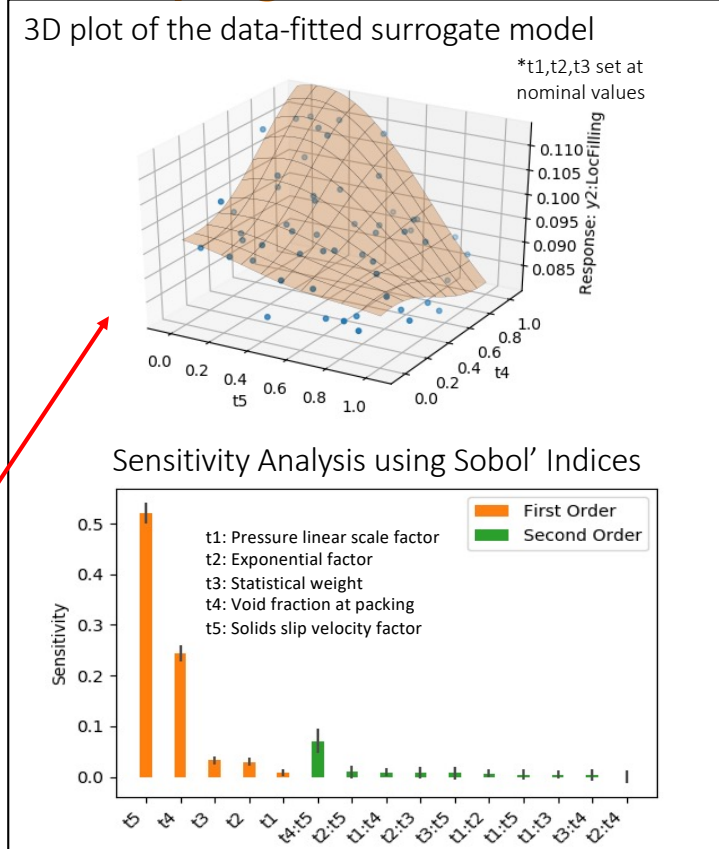 3D plot of the data-fitted surrogate model
*t1,t2,t3 set at
nominal values
0.110
0.105
0.100
0.095
0.090
0.085
Response: y2:LocFilling
0.0
0.2
0.4
0.6
0.8
1.0
t5
0.0
0.2
0.4
0.6
0.8
1.0
t4
Sensitivity Analysis using Sobol’ Indices
First Order
Second Order
t1: Pressure linear scale factor
t2: Exponential factor
t3: Statistical weight
t4: Void fraction at packing
t5: Solids slip velocity factor
0.5
0.4
0.3
0.2
0.1
0.0
Sensitivity
t5
t4
t3
t2
t1
t4:t5
t2:t5
t1:t4
t2:t3
t3:t5
t1:t2
t1:t5
t1:t3
t3:t4
t2:t4